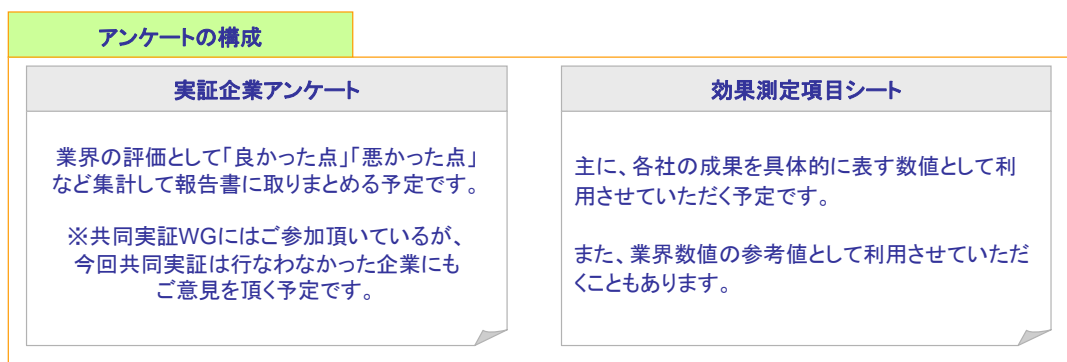 アンケートの構成
実証企業アンケート
業界の評価として「良かった点」「悪かった点」
など集計して報告書に取りまとめる予定です。
※共同実証WGにはご参加頂いているが、
今回共同実証は行なわなかった企業にも
ご意見を頂く予定です。
効果測定項目シート
主に、各社の成果を具体的に表す数値として利
用させていただく予定です。
また、業界数値の参考値として利用させていただ
くこともあります。